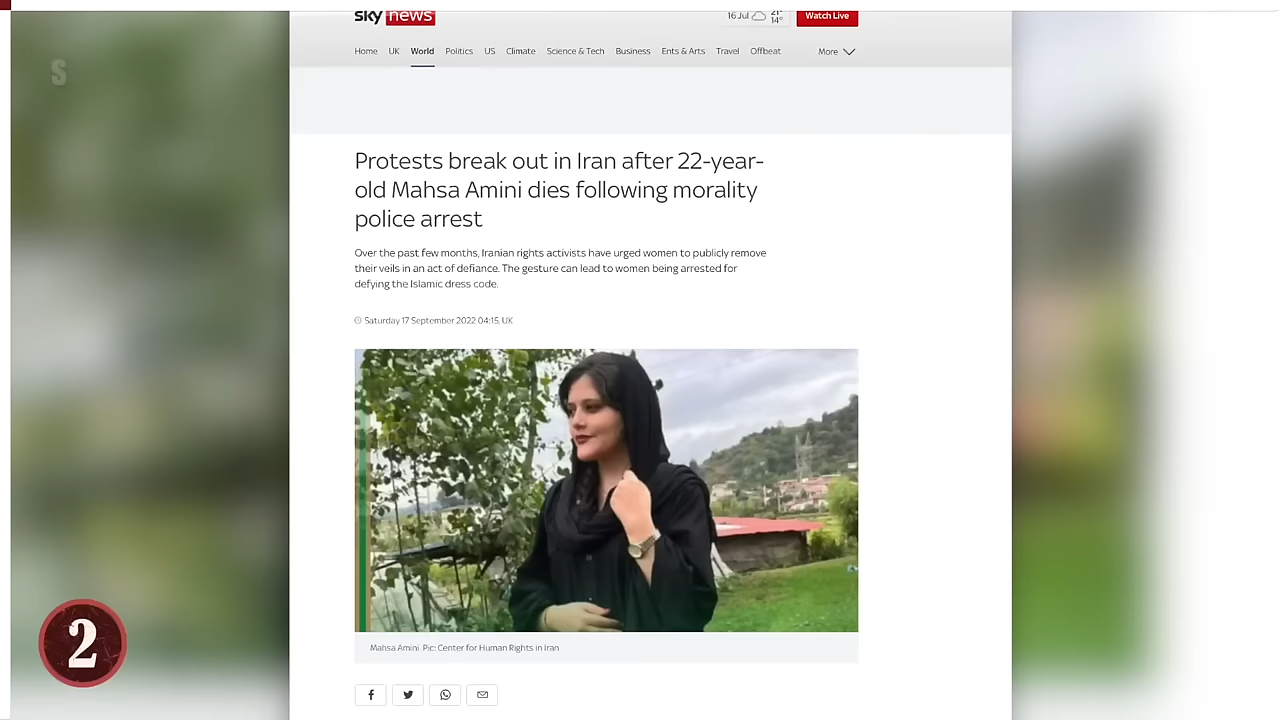 sky news
16 Jul 21° 14°
Watch Live
Home UK World Politics US Climate Science & Tech Business Ents & Arts Travel Offbeat More
S
Protests break out in Iran after 22-year-
old Mahsa Amini dies following morality
police arrest
Over the past few months, Iranian rights activists have urged women to publicly remove
their veils in an act of defiance. The gesture can lead to women being arrested for
defying the Islamic dress code.
Saturday 17 September 2022 04:15, UK
Mahsa Amini. Pic: Center for Human Rights in Iran
2